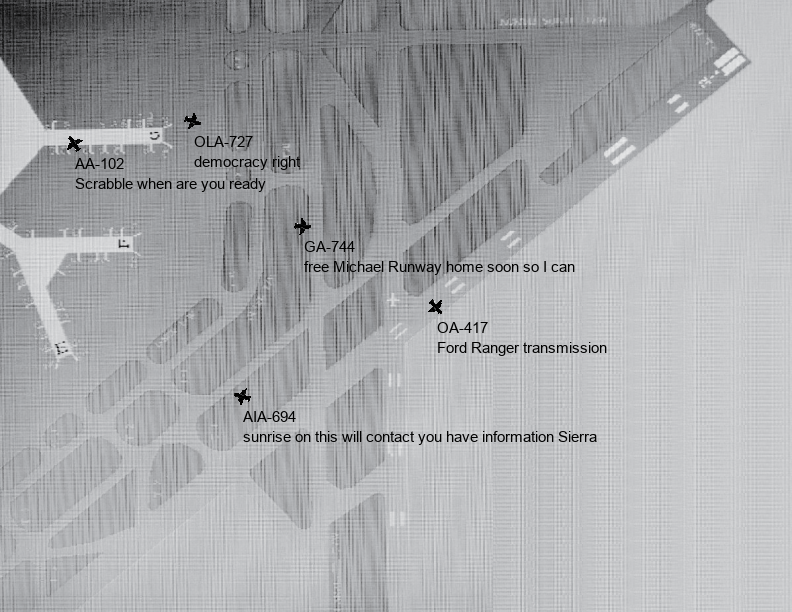 OLA-727
democracy right
AA-102
Scrabble when are you ready
GA-744
free Michael Runway home soon so I can
OA-417
Ford Ranger transmission
AIA-694
sunrise on this will contact you have information Sierra